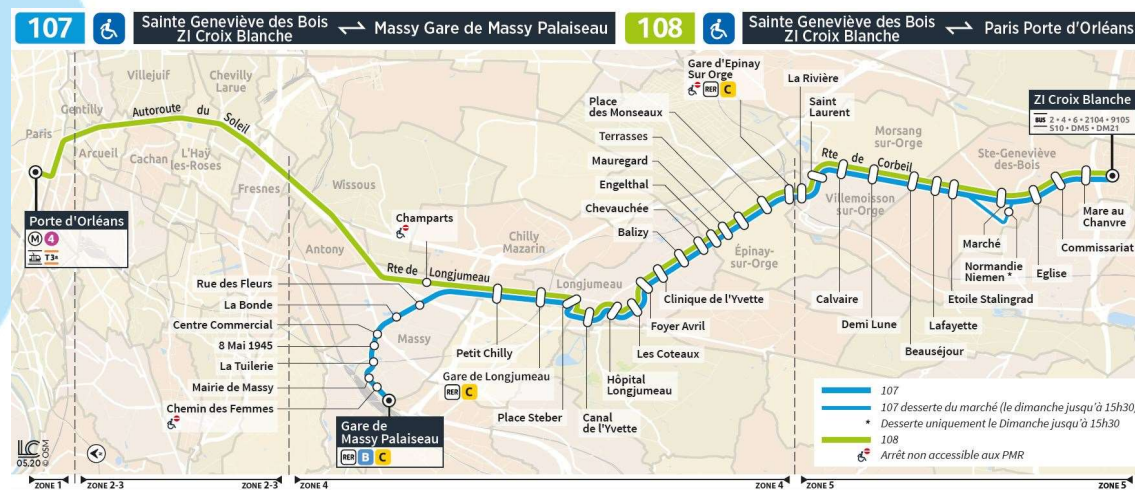 107
Sainte Geneviève des Bois
ZI Croix Blanche
Massy Gare de Massy Palaiseau
108
Sainte Geneviève des Bois
ZI Croix Blanche
Paris Porte d'Orléans
Villejuif
Chevilly
Larue
Gentilly
Autoroute du Soleil
Paris
Arcueil
Cachan
L'Haÿ
les-Roses
Fresnes
Wissous
Porte d'Orléans
M 4
T3a
Antony
Champarts
Rte de Longjumeau
Chilly
Mazarin
Longjumeau
Rue des Fleurs
La Bonde
Centre Commercial
8 Mai 1945
La Tuilerie
Mairie de Massy
Chemin des Femmes
Massy
Gare de
Massy Palaiseau
RER B C
Petit Chilly
Gare de Longjumeau
RER C
Place Steber
Canal
de l'Yvette
Hôpital
Longjumeau
Les Coteaux
Foyer Avril
Clinique de l'Yvette
Balizy
Chevauchée
Engelthal
Mauregard
Terrasses
Place
des Monseaux
Gare d'Epinay
Sur Orge
RER C
Épinay-
sur-Orge
La Rivière
Saint
Laurent
Villemoisson
sur-Orge
Morsang
sur-Orge
Rte de Corbeil
Ste-Geneviève
des-Bois
Calvaire
Demi Lune
Beauséjour
Lafayette
Etoile Stalingrad
Marché
Normandie
Niemen *
Eglise
Commissariat
Mare au
Chanvre
ZI Croix Blanche
BUS 2 • 4 • 6 • 2104 • 9105
S10 • DM5 • DM21
107
107 desserte du marché (le dimanche jusqu'à 15h30)
* Desserte uniquement le Dimanche jusqu'à 15h30
108
Arrêt non accessible aux PMR
LC
05.20 © OSM
ZONE 1
ZONE 2-3
ZONE 2-3
ZONE 4
ZONE 4
ZONE 5
ZONE 5